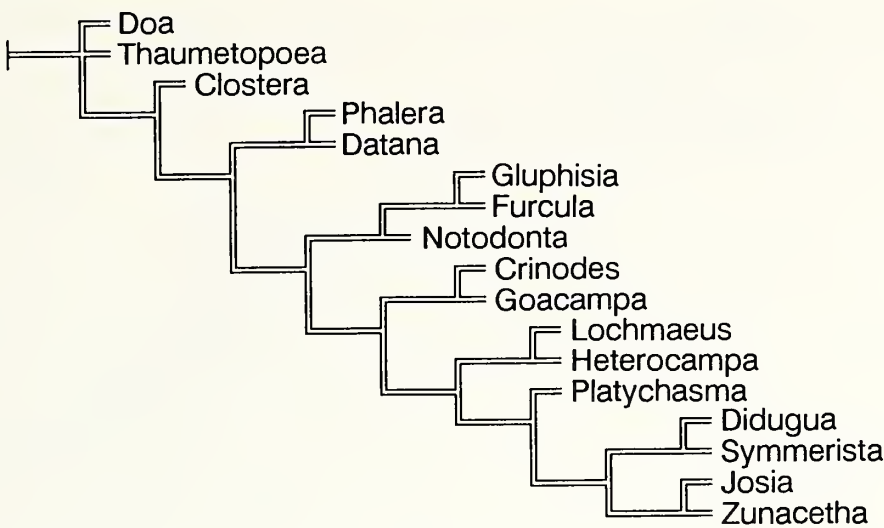 Doa
Thaumetopoea
Clostera
Phalera
Datana
Gluphisia
Furcula
Notodonta
Crinodes
Goacampa
Lochmaeus
Heterocampa
Platychasma
Didugua
Symmerista
Josia
Zunacetha